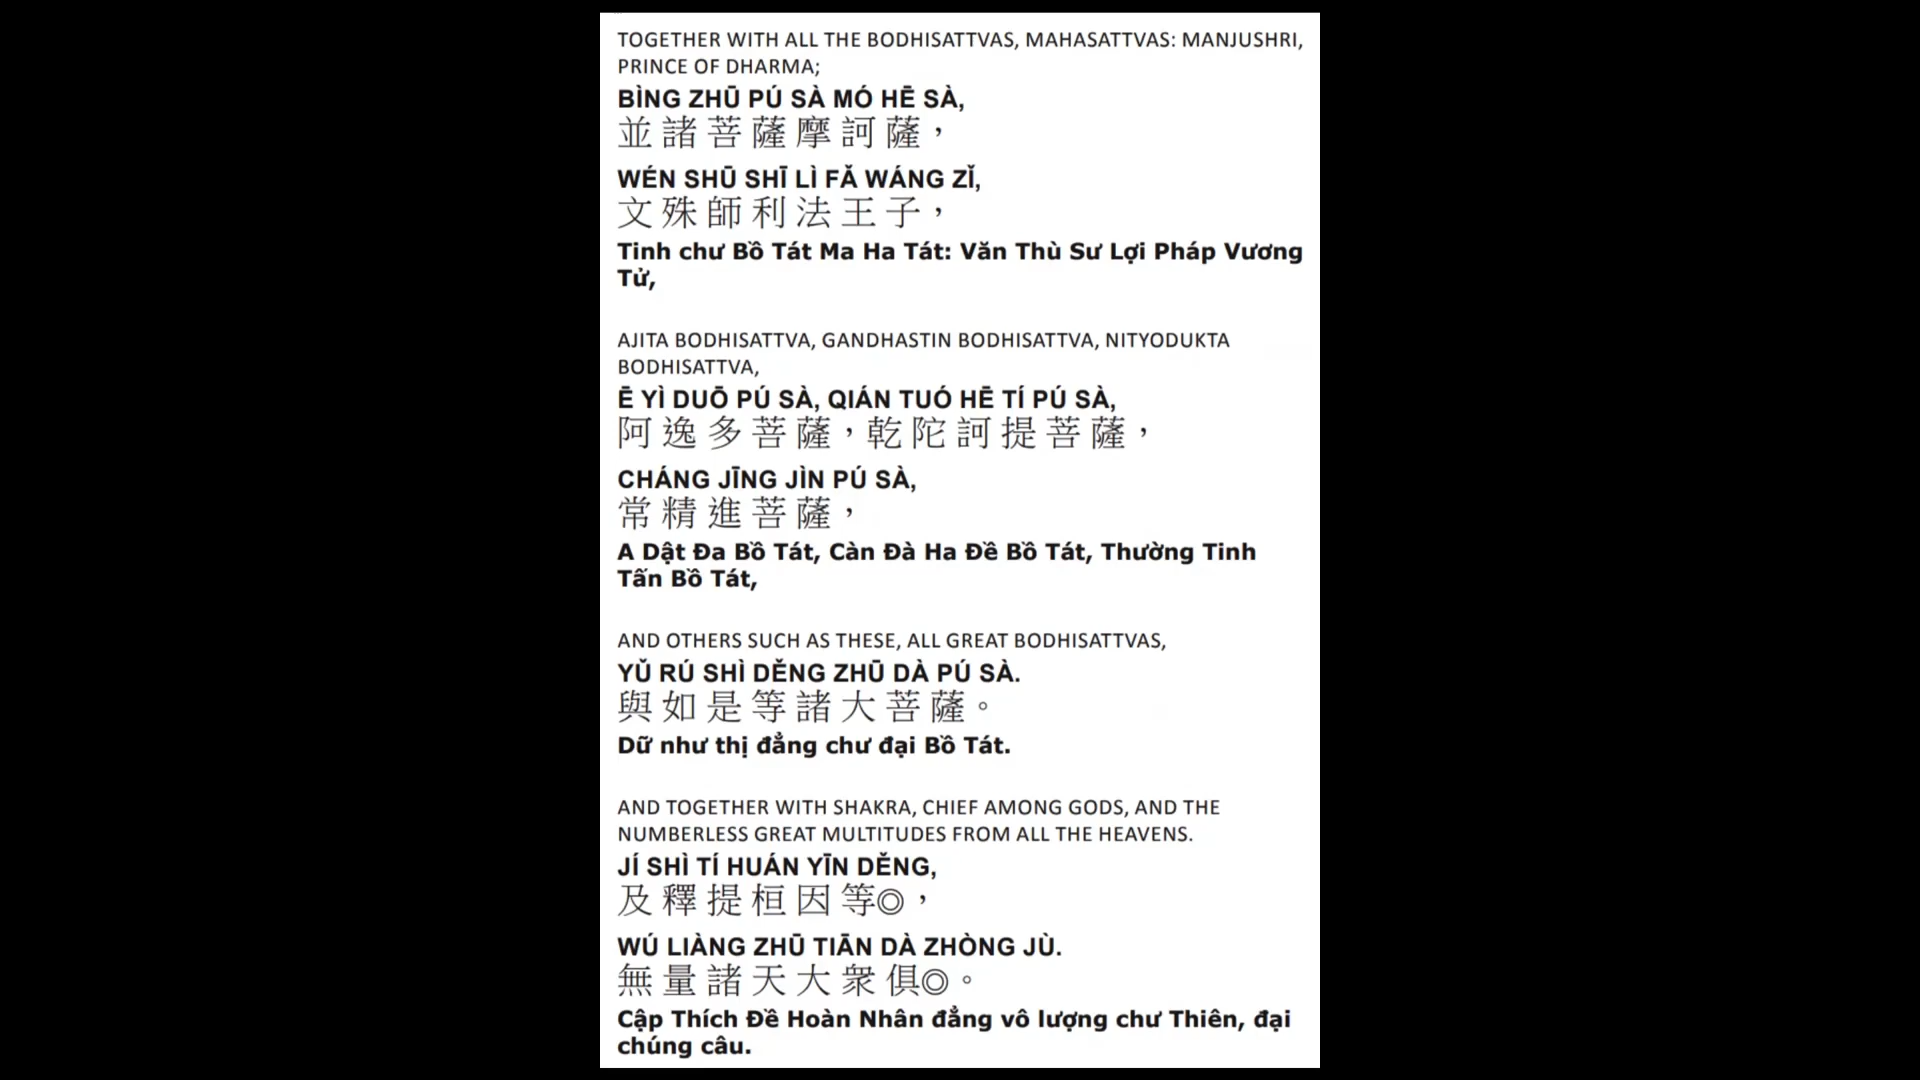 TOGETHER WITH ALL THE BODHISATTVAS, MAHASATTVAS: MANJUSHRI,
PRINCE OF DHARMA;
BÌNG ZHŪ PÚ SÀ MÓ HĒ SÀ,
並諸菩薩摩訶薩，
WÉN SHŪ SHĪ LÌ FǍ WÁNG ZǏ,
文殊師利法王子，
Tinh chư Bồ Tát Ma Ha Tát: Văn Thù Sư Lợi Pháp Vương
Tử,
AJITA BODHISATTVA, GANDHASTIN BODHISATTVA, NITYODUKTA
BODHISATTVA,
Ē YÌ DUŌ PÚ SÀ, QIÁN TUÓ HĒ TÍ PÚ SÀ,
阿逸多菩薩，乾陀訶提菩薩，
CHÁNG JĪNG JÌN PÚ SÀ,
常精進菩薩，
A Dật Đa Bồ Tát, Càn Đà Ha Đề Bồ Tát, Thường Tinh
Tấn Bồ Tát,
AND OTHERS SUCH AS THESE, ALL GREAT BODHISATTVAS,
YǓ RÚ SHÌ DĚNG ZHŪ DÀ PÚ SÀ.
與如是等諸大菩薩。
Dữ như thị đẳng chư đại Bồ Tát.
AND TOGETHER WITH SHAKRA, CHIEF AMONG GODS, AND THE
NUMBERLESS GREAT MULTITUDES FROM ALL THE HEAVENS.
JÍ SHÌ TÍ HUÁN YĪN DĚNG,
及釋提桓因等◎，
WÚ LIÀNG ZHŪ TIĀN DÀ ZHÒNG JÙ.
無量諸天大衆俱◎。
Cập Thích Đề Hoàn Nhân đẳng vô lượng chư Thiên, đại
chúng câu.